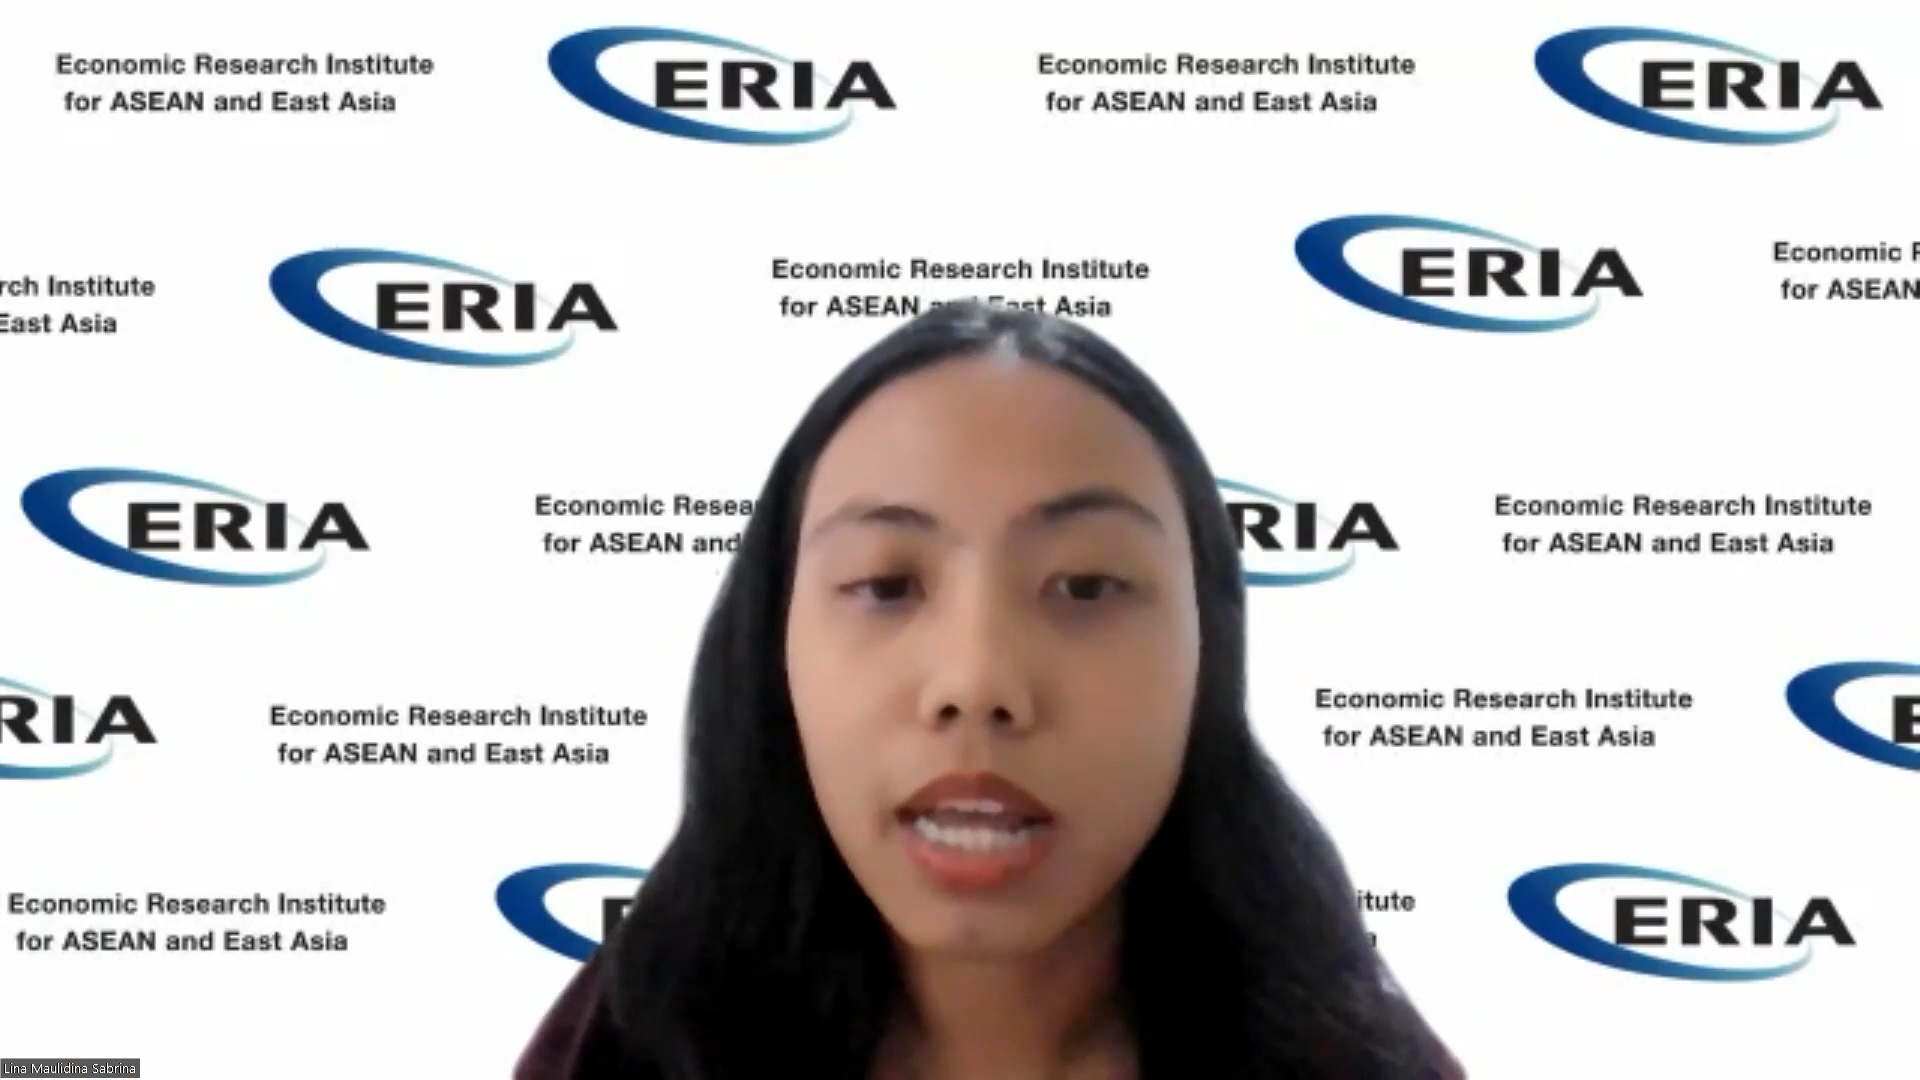 Economic Research Institute
for ASEAN and East Asia
ERIA
Economic Research Institute
for ASEAN and East Asia
ERIA
rch Institute
East Asia
ERIA
Economic Research Institute
for ASEAN and East Asia
ERIA
Economic
for ASEAN
ERIA
Economic Resea
for ASEAN and
RIA
Economic Research Institute
for ASEAN and East Asia
RIA
Economic Research Institute
for ASEAN and East Asia
Economic Research Institute
for ASEAN and East Asia
E
Economic Research Institute
for ASEAN and East Asia
itute
ERIA
Lina Maulidina Sabrina